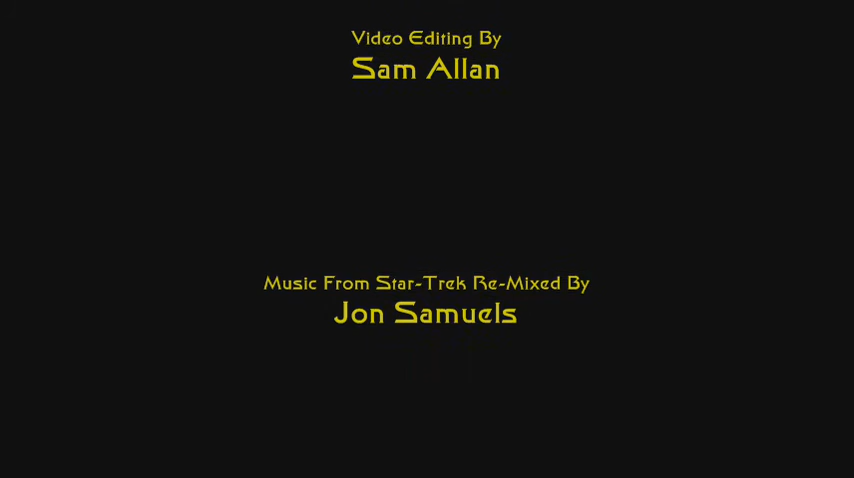 Video Editing By
Sam Allan
Music From Star-Trek Re-Mixed By
Jon Samuels